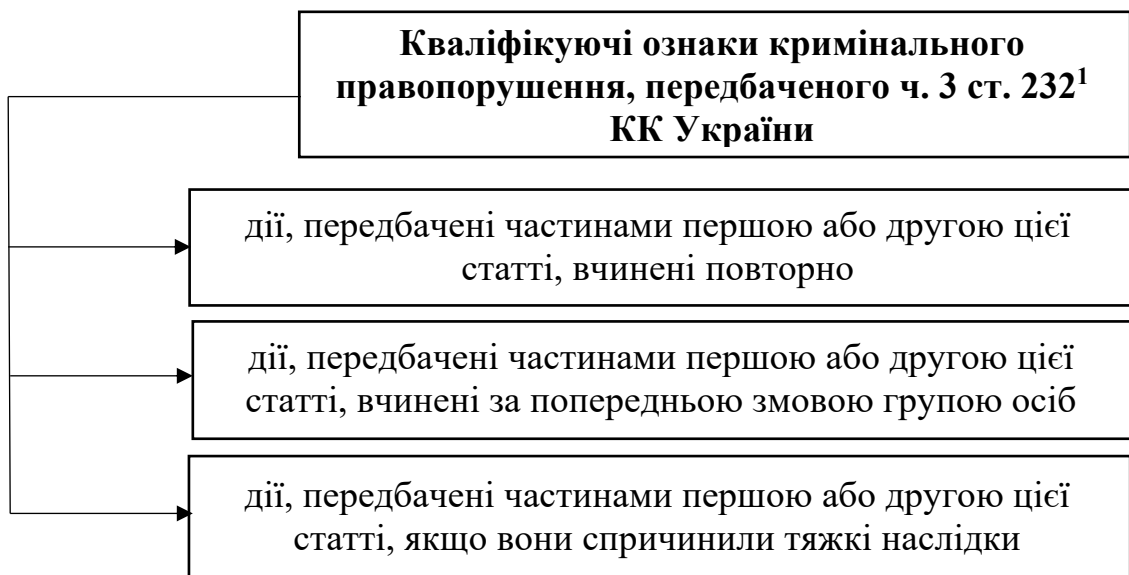 Кваліфікуючі ознаки кримінального
правопорушення, передбаченого ч. 3 ст. 232¹
КК України
дії, передбачені частинами першою або другою цієї
статті, вчинені повторно
дії, передбачені частинами першою або другою цієї
статті, вчинені за попередньою змовою групою осіб
дії, передбачені частинами першою або другою цієї
статті, якщо вони спричинили тяжкі наслідки